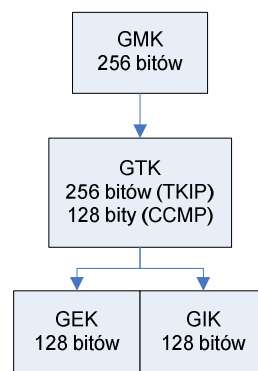 GMK
256 bitów
GTK
256 bitów (TKIP)
128 bity (CCMP)
GEK
128 bitów
GIK
128 bitów